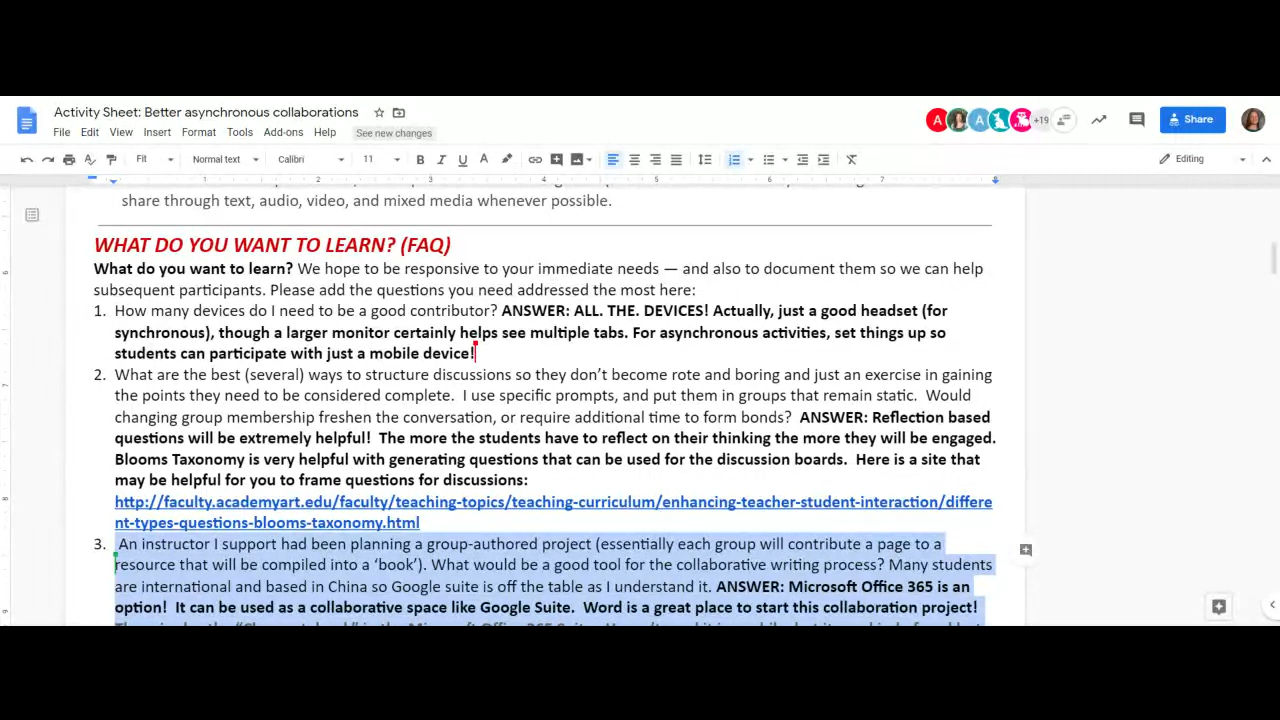 Activity Sheet: Better asynchronous collaborations
File Edit View Insert Format Tools Add-ons Help See new changes
A A +19 Share
Fit Normal text Calibri 11 B I U A Editing
1 2 3 4 5 6 7
share through text, audio, video, and mixed media whenever possible.
WHAT DO YOU WANT TO LEARN? (FAQ)
What do you want to learn? We hope to be responsive to your immediate needs — and also to document them so we can help
subsequent participants. Please add the questions you need addressed the most here:
1. How many devices do I need to be a good contributor? ANSWER: ALL. THE. DEVICES! Actually, just a good headset (for
synchronous), though a larger monitor certainly helps see multiple tabs. For asynchronous activities, set things up so
students can participate with just a mobile device!
2. What are the best (several) ways to structure discussions so they don’t become rote and boring and just an exercise in gaining
the points they need to be considered complete. I use specific prompts, and put them in groups that remain static. Would
changing group membership freshen the conversation, or require additional time to form bonds? ANSWER: Reflection based
questions will be extremely helpful! The more the students have to reflect on their thinking the more they will be engaged.
Blooms Taxonomy is very helpful with generating questions that can be used for the discussion boards. Here is a site that
may be helpful for you to frame questions for discussions:
http://faculty.academyart.edu/faculty/teaching-topics/teaching-curriculum/enhancing-teacher-student-interaction/differe
nt-types-questions-blooms-taxonomy.html
3. An instructor I support had been planning a group-authored project (essentially each group will contribute a page to a
resource that will be compiled into a ‘book’). What would be a good tool for the collaborative writing process? Many students
are international and based in China so Google suite is off the table as I understand it. ANSWER: Microsoft Office 365 is an
option! It can be used as a collaborative space like Google Suite. Word is a great place to start this collaboration project!